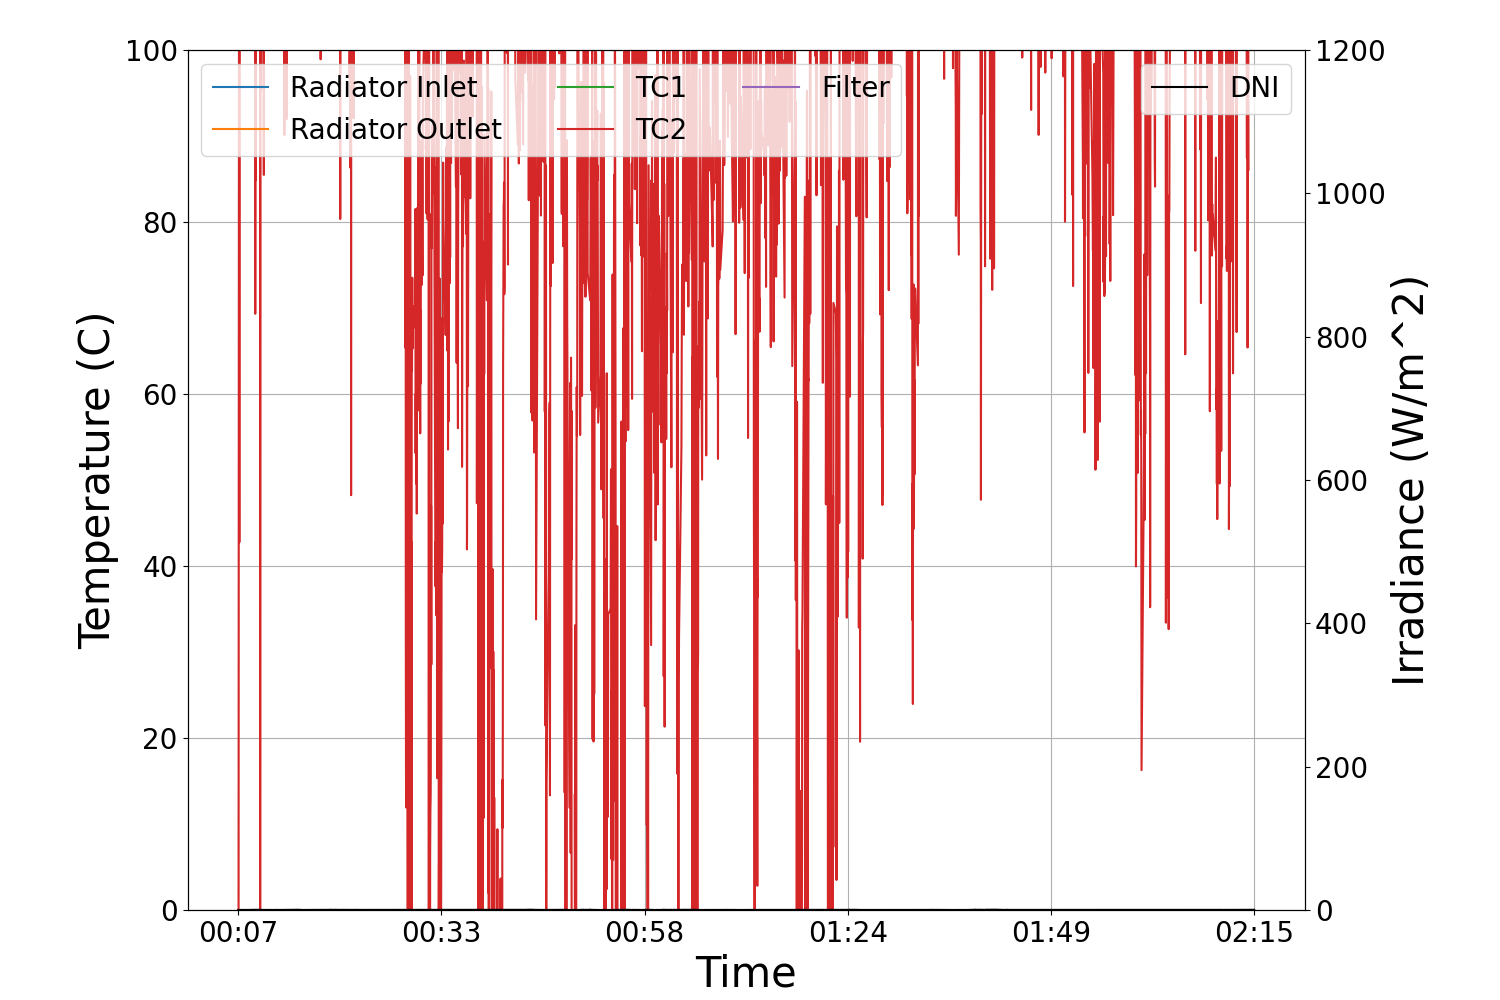 100
80
60
40
20
0
Temperature (C)
Radiator Inlet
Radiator Outlet
TC1
TC2
Filter
DNI
1200
1000
800
600
400
200
0
Irradiance (W/m^2)
00:07 00:33 00:58 01:24 01:49 02:15
Time